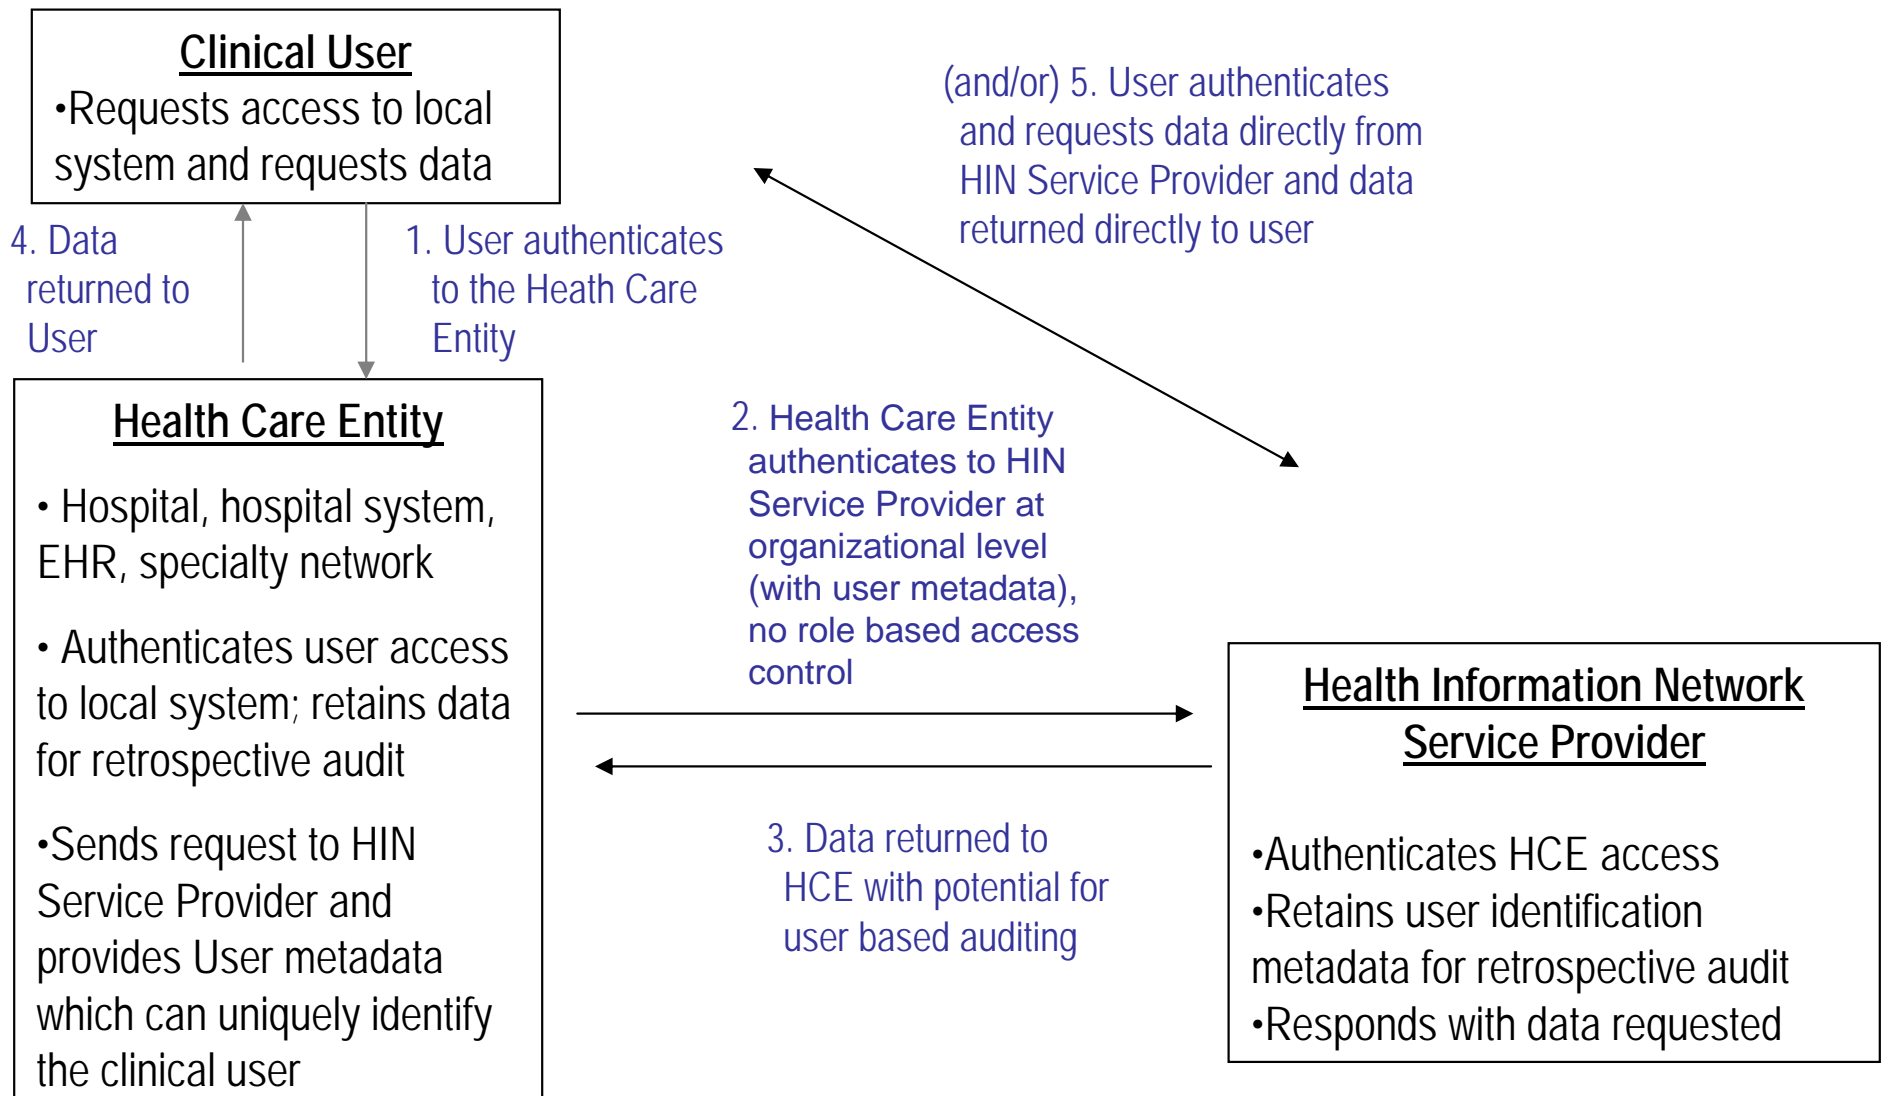 Clinical User
•Requests access to local
system and requests data
(and/or) 5. User authenticates
and requests data directly from
HIN Service Provider and data
returned directly to user
4. Data
returned to
User
1. User authenticates
to the Heath Care
Entity
Health Care Entity
• Hospital, hospital system,
EHR, specialty network
• Authenticates user access
to local system; retains data
for retrospective audit
•Sends request to HIN
Service Provider and
provides User metadata
which can uniquely identify
the clinical user
2. Health Care Entity
authenticates to HIN
Service Provider at
organizational level
(with user metadata),
no role based access
control
3. Data returned to
HCE with potential for
user based auditing
Health Information Network
Service Provider
•Authenticates HCE access
•Retains user identification
metadata for retrospective audit
•Responds with data requested